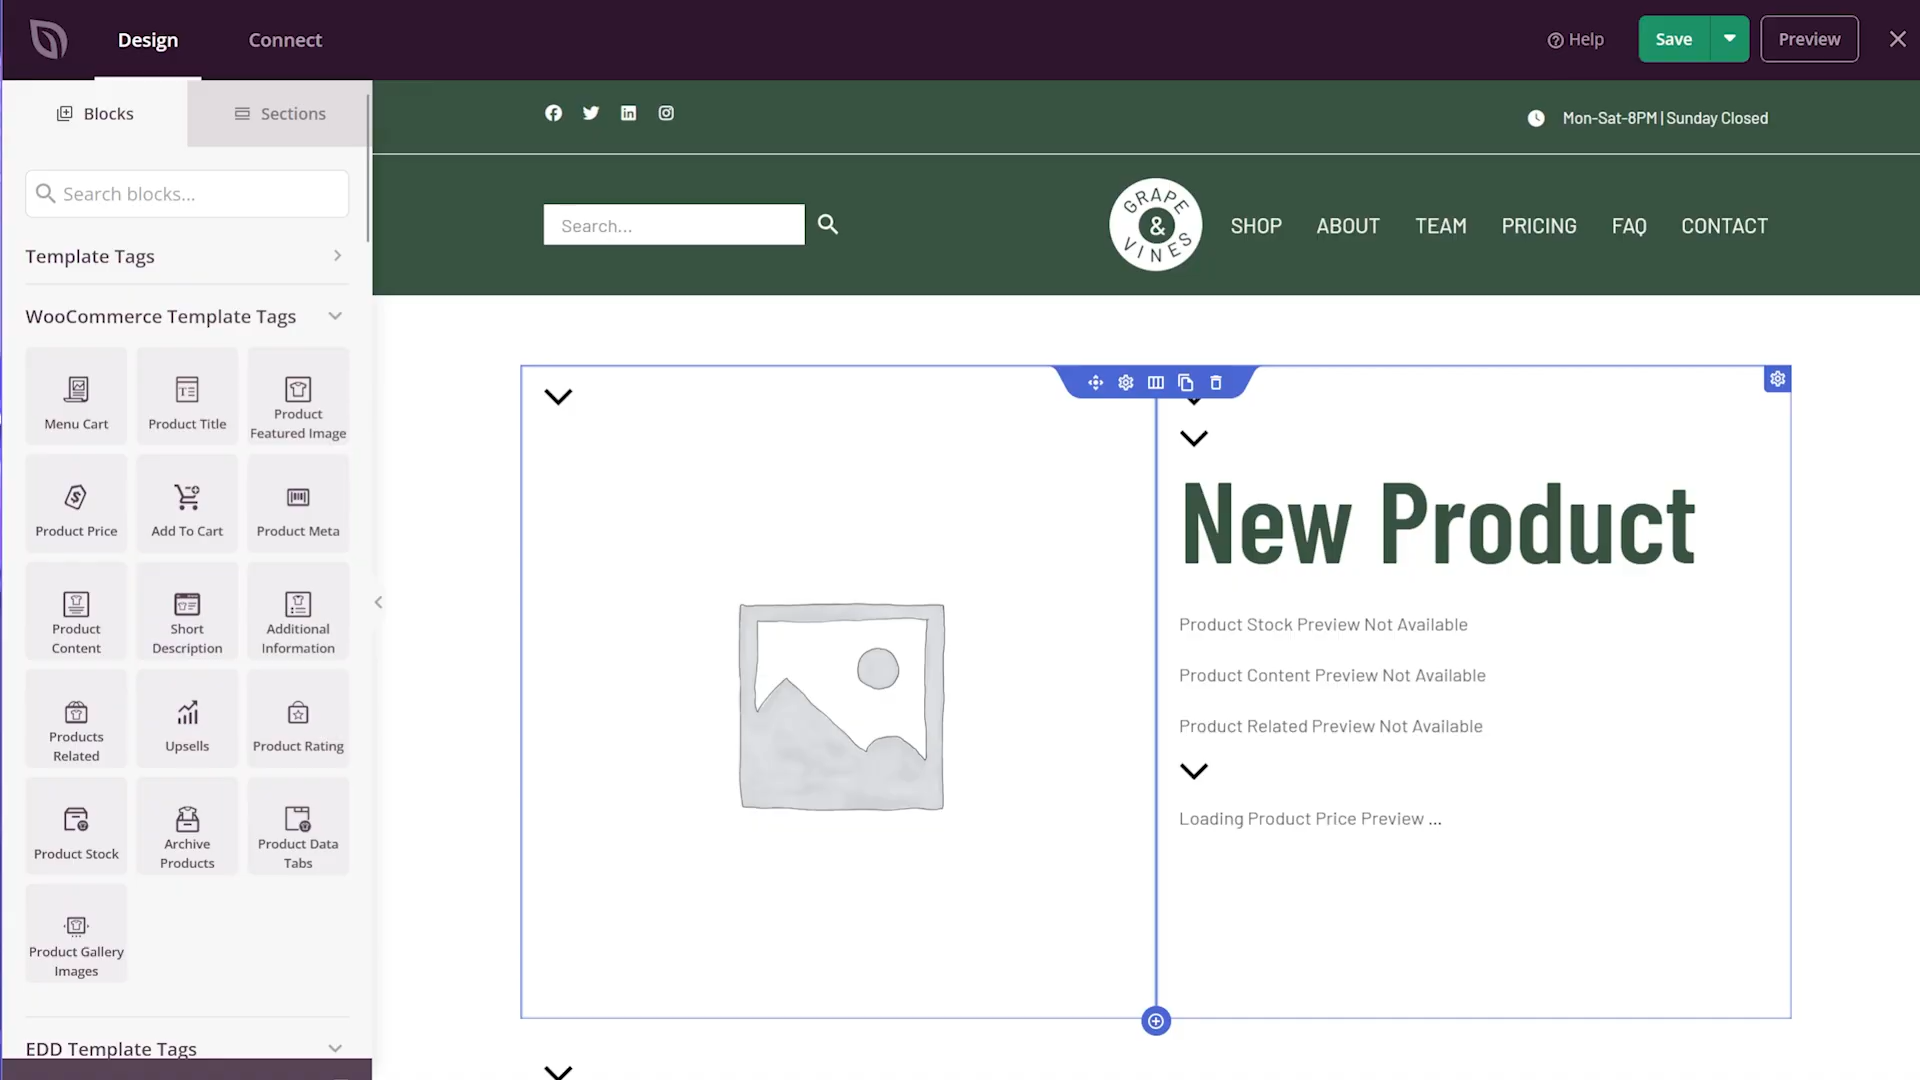 Design
Connect
Help
Save
Preview
Blocks
Sections
Search blocks...
Template Tags
WooCommerce Template Tags
Menu Cart
Product Title
Product
Featured Image
Product Price
Add To Cart
Product Meta
Product
Content
Short
Description
Additional
Information
Products
Related
Upsells
Product Rating
Product Stock
Archive
Products
Product Data
Tabs
Product Gallery
Images
EDD Template Tags
Mon-Sat-8PM | Sunday Closed
Search...
GRAPE
&
VINES
SHOP
ABOUT
TEAM
PRICING
FAQ
CONTACT
New Product
Product Stock Preview Not Available
Product Content Preview Not Available
Product Related Preview Not Available
Loading Product Price Preview ...